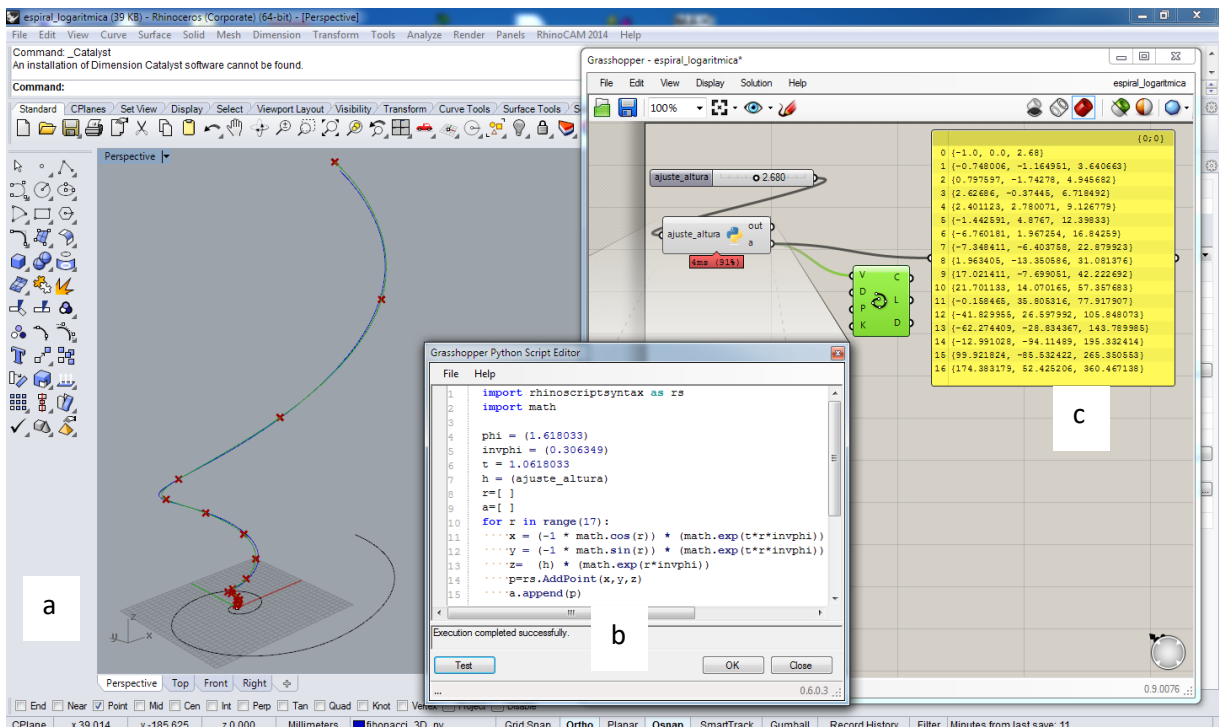 espiral_logaritmica (39 KB) - Rhinoceros (Corporate) (64-bit) - [Perspective]
File Edit View Curve Surface Solid Mesh Dimension Transform Tools Analyze Render Panels RhinoCAM 2014 Help
Command: _Catalyst
An installation of Dimension Catalyst software cannot be found.
Command:
Standard CPlanes Set View Display Select Viewport Layout Visibility Transform Curve Tools Surface Tools S
Perspective
z
y x
a
Perspective Top Front Right
End Near Point Mid Cen Int Perp Tan Quad Knot Vertex Project Disable
CPlane x 39.014 y -185.625 z 0.000 Millimeters fibonacci_3D_py Grid Snap Ortho Planar Osnap SmartTrack Gumball Record History Filter Minutes from last save: 11
Grasshopper - espiral_logaritmica*
File Edit View Display Solution Help espiral_logaritmica
100%
ajuste_altura 2.680
ajuste_altura out
a
4ms (91%)
V C
D
P L
K D
{0;0}
0 {-1.0, 0.0, 2.68}
1 {-0.748006, -1.164951, 3.640663}
2 {0.797597, -1.74278, 4.945682}
3 {2.62686, -0.37445, 6.718492}
4 {2.401123, 2.780071, 9.126779}
5 {-1.442591, 4.8767, 12.39833}
6 {-6.760181, 1.967254, 16.84259}
7 {-7.348411, -6.403758, 22.879923}
8 {1.963405, -13.350586, 31.081376}
9 {17.021411, -7.699051, 42.222692}
10 {21.701133, 14.070165, 57.357683}
11 {-0.158465, 35.805316, 77.917907}
12 {-41.829955, 26.597992, 105.848073}
13 {-62.274409, -28.834367, 143.789985}
14 {-12.991028, -94.11489, 195.332414}
15 {99.921824, -85.532422, 265.350553}
16 {174.383179, 52.425206, 360.467138}
c
0.9.0076
Grasshopper Python Script Editor
File Help
1 import rhinoscriptsyntax as rs
2 import math
3
4 phi = (1.618033)
5 invphi = (0.306349)
6 t = 1.0618033
7 h = (ajuste_altura)
8 r=[ ]
9 a=[ ]
10 for r in range(17):
11 ····x = (-1 * math.cos(r)) * (math.exp(t*r*invphi))
12 ····y = (-1 * math.sin(r)) * (math.exp(t*r*invphi))
13 ····z= (h) * (math.exp(r*invphi))
14 ····p=rs.AddPoint(x,y,z)
15 ····a.append(p)
Execution completed successfully.
b
Test OK Close
... 0.6.0.3